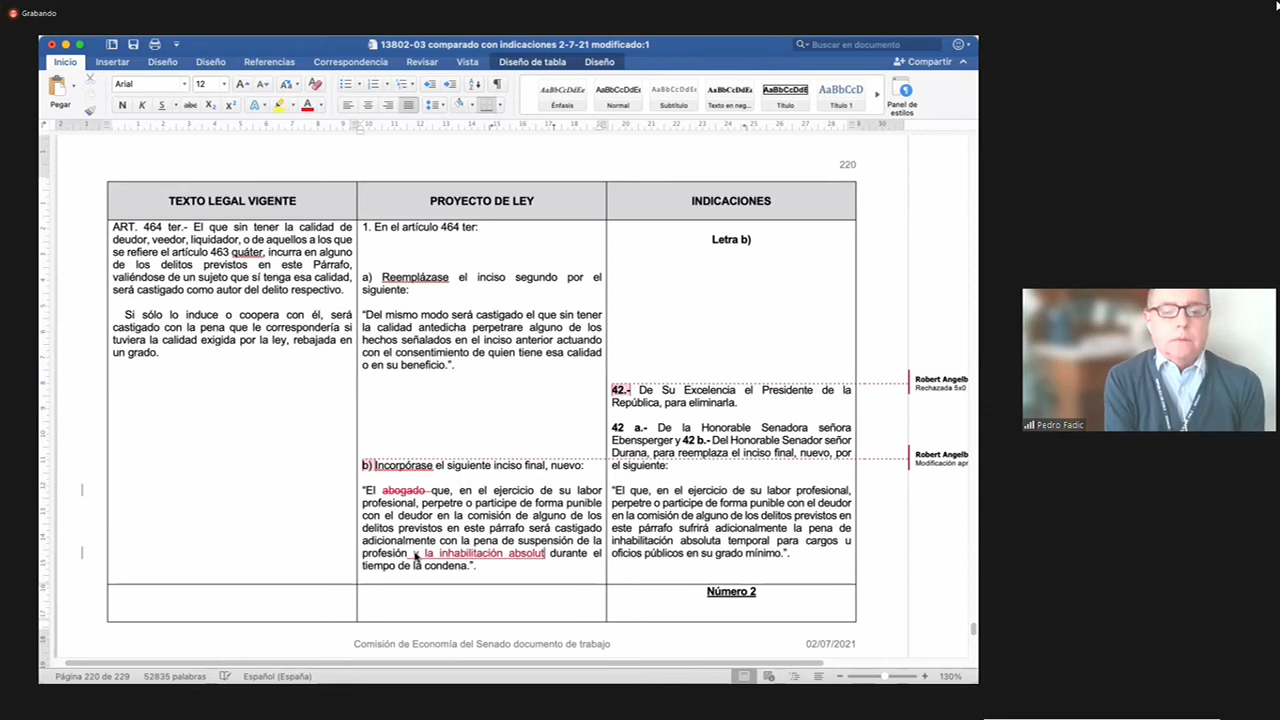 Grabando
13802-03 comparado con indicaciones 2-7-21 modificado:1
Buscar en documento
Inicio
Insertar
Diseño
Diseño
Referencias
Correspondencia
Revisar
Vista
Diseño de tabla
Diseño
Compartir
Pegar
Arial
12
AaBbCcDdEe
AaBbCcDdE
AaBbCcDdEe
AaBbCcDdE
AaBbCcDdE
AaBbCcD
Énfasis
Normal
Subtítulo
Texto en neg...
Título
Título 1
Panel de
estilos
220
TEXTO LEGAL VIGENTE
PROYECTO DE LEY
INDICACIONES
ART. 464 ter.- El que sin tener la calidad de
deudor, veedor, liquidador, o de aquellos a los que
se refiere el artículo 463 quáter, incurra en alguno
de los delitos previstos en este Párrafo,
valiéndose de un sujeto que sí tenga esa calidad,
será castigado como autor del delito respectivo.
Si sólo lo induce o coopera con él, será
castigado con la pena que le correspondería si
tuviera la calidad exigida por la ley, rebajada en
un grado.
1. En el artículo 464 ter:
a) Reemplázase el inciso segundo por el
siguiente:
“Del mismo modo será castigado el que sin tener
la calidad antedicha perpetrare alguno de los
hechos señalados en el inciso anterior actuando
con el consentimiento de quien tiene esa calidad
o en su beneficio.”.
b) Incorpórase el siguiente inciso final, nuevo:
“El abogado que, en el ejercicio de su labor
profesional, perpetre o participe de forma punible
con el deudor en la comisión de alguno de los
delitos previstos en este párrafo será castigado
adicionalmente con la pena de suspensión de la
profesión y la inhabilitación absolut durante el
tiempo de la condena.”.
Letra b)
42.- De Su Excelencia el Presidente de la
República, para eliminarla.
42 a.- De la Honorable Senadora señora
Ebensperger y 42 b.- Del Honorable Senador señor
Durana, para reemplaza el inciso final, nuevo, por
el siguiente:
“El que, en el ejercicio de su labor profesional,
perpetre o participe de forma punible con el deudor
en la comisión de alguno de los delitos previstos en
este párrafo sufrirá adicionalmente la pena de
inhabilitación absoluta temporal para cargos u
oficios públicos en su grado mínimo.”.
Número 2
Robert Angelb
Rechazada 5x0
Robert Angelb
Modificación apr
Comisión de Economía del Senado documento de trabajo
02/07/2021
Página 220 de 229
52835 palabras
Español (España)
130%
Pedro Fadic